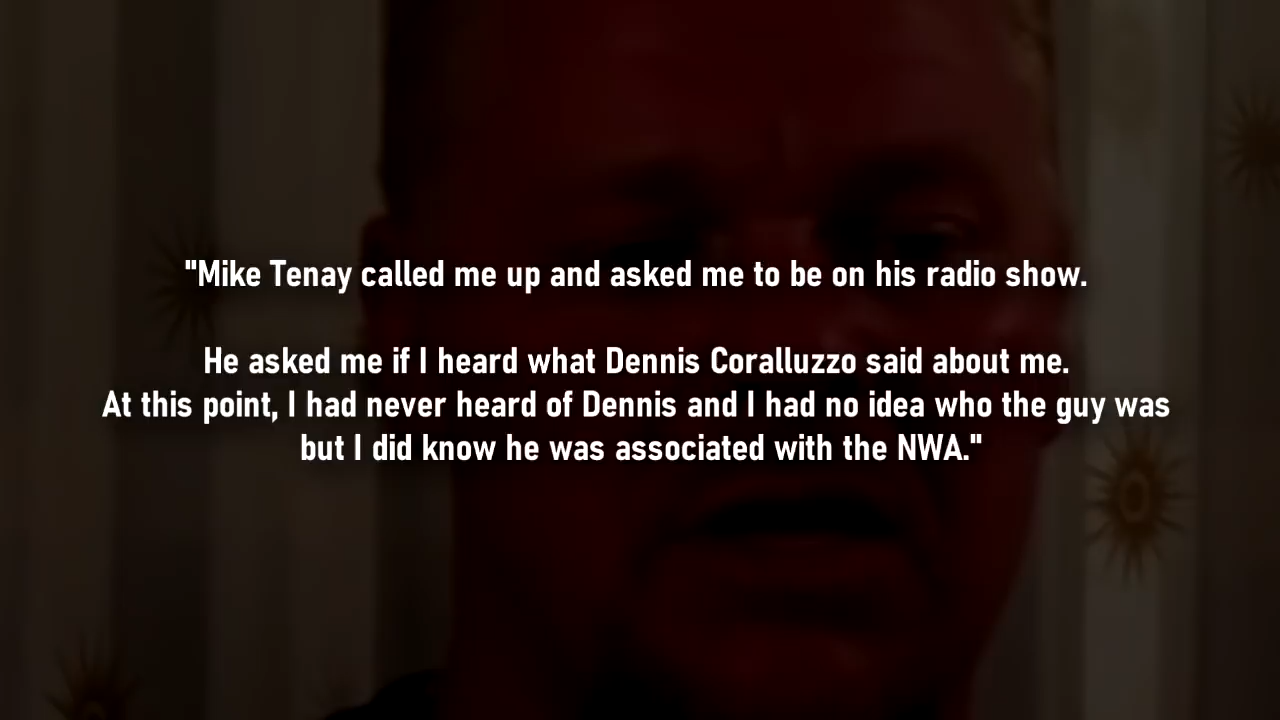 "Mike Tenay called me up and asked me to be on his radio show.
He asked me if I heard what Dennis Coralluzzo said about me.
At this point, I had never heard of Dennis and I had no idea who the guy was
but I did know he was associated with the NWA."